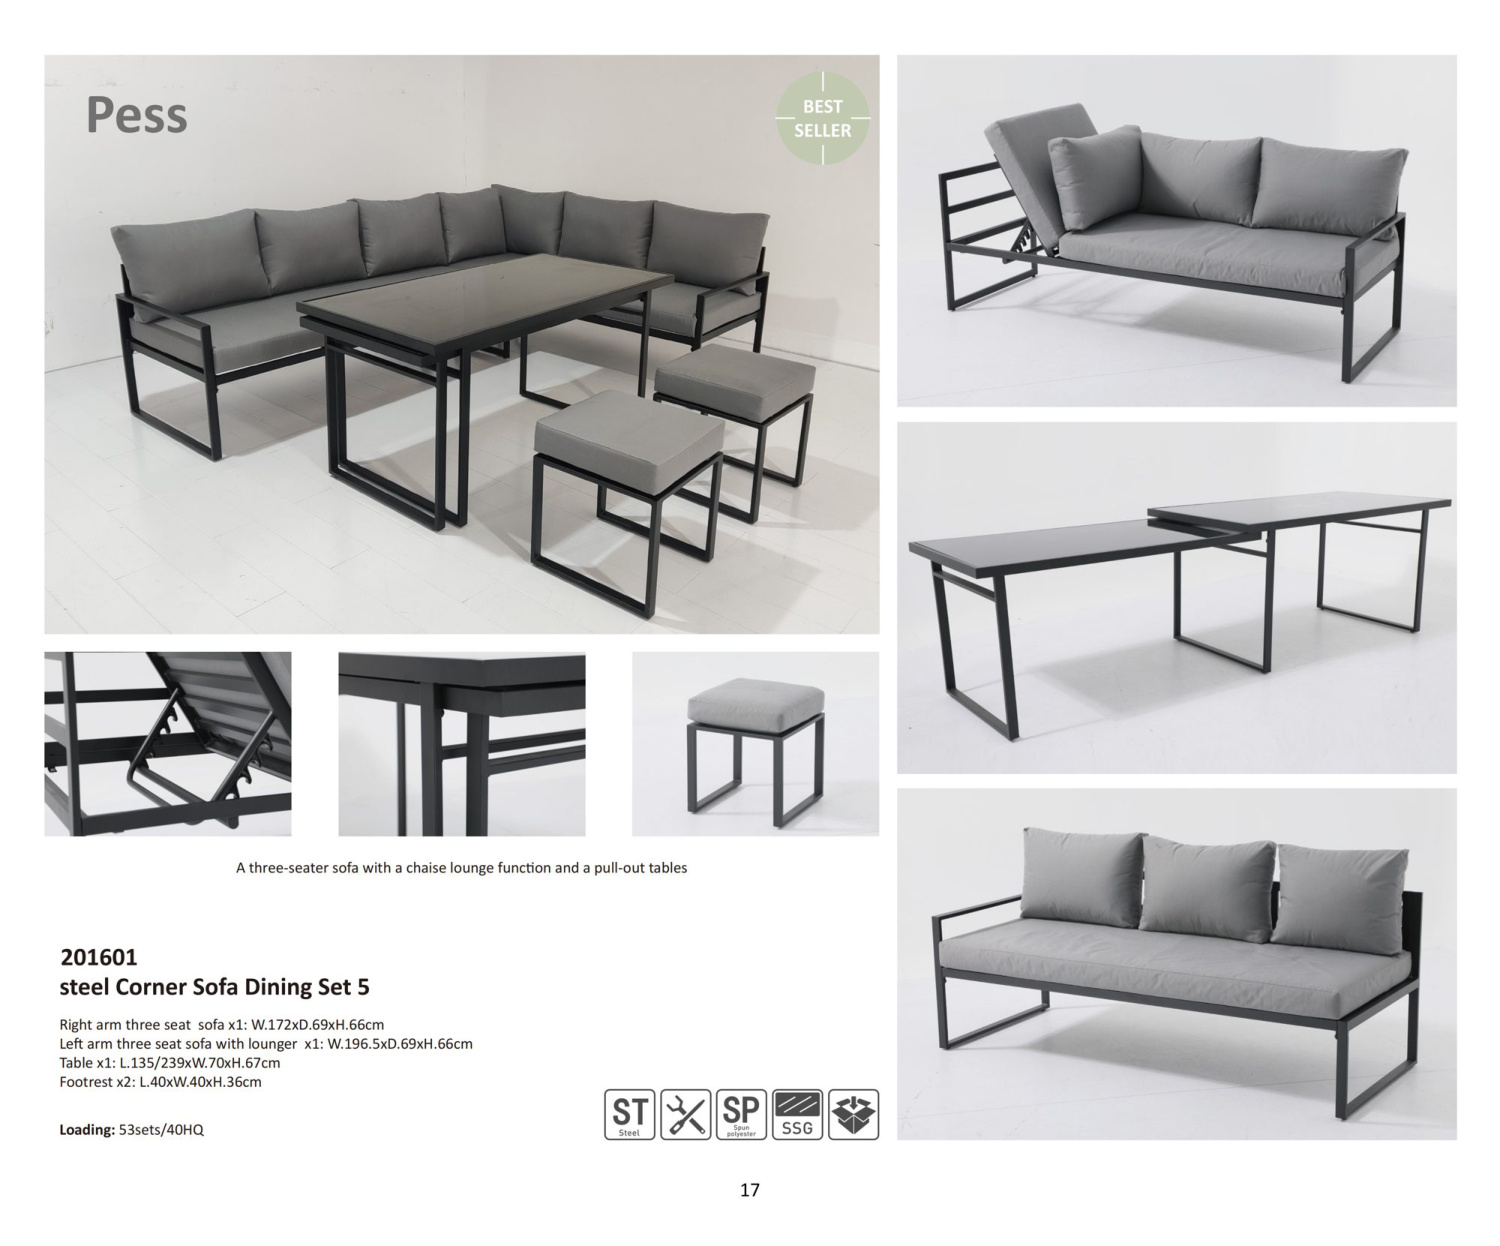 Pess
BEST
SELLER
A three-seater sofa with a chaise lounge function and a pull-out tables
201601
steel Corner Sofa Dining Set 5
Right arm three seat  sofa x1: W.172xD.69xH.66cm
Left arm three seat sofa with lounger  x1: W.196.5xD.69xH.66cm
Table x1: L.135/239xW.70xH.67cm
Footrest x2: L.40xW.40xH.36cm
Loading: 53sets/40HQ
ST
Steel
SP
Spun
polyester
SSG
17